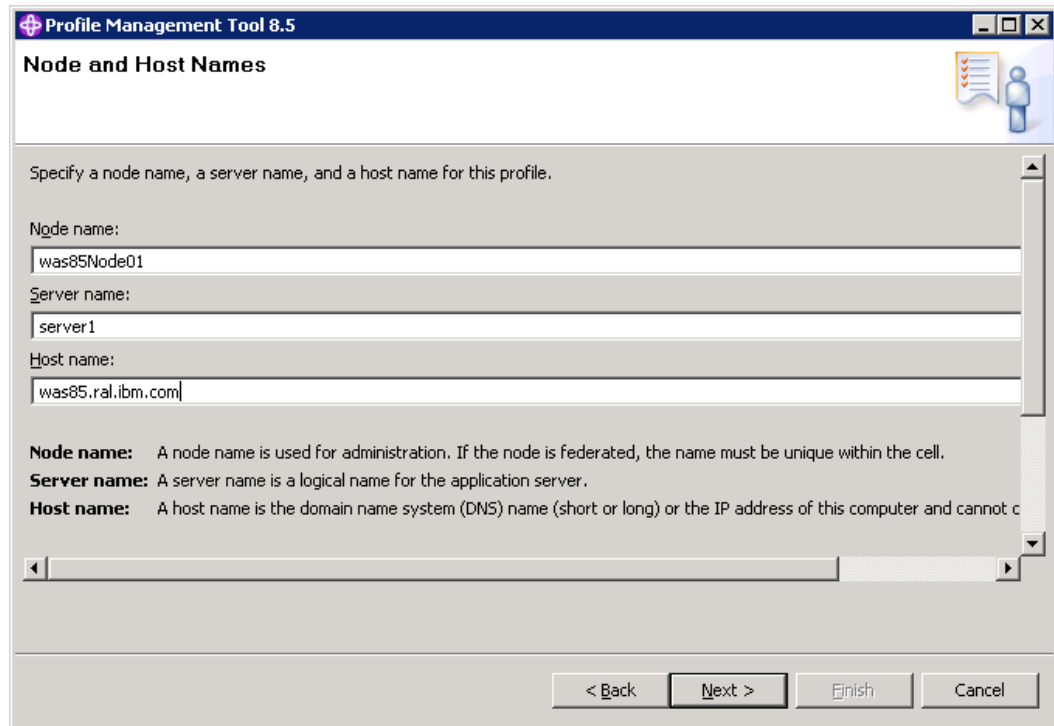 Profile Management Tool 8.5
Node and Host Names
Specify a node name, a server name, and a host name for this profile.
Node name:
was85Node01
Server name:
server1
Host name:
was85.ral.ibm.com
Node name: A node name is used for administration. If the node is federated, the name must be unique within the cell.
Server name: A server name is a logical name for the application server.
Host name: A host name is the domain name system (DNS) name (short or long) or the IP address of this computer and cannot c
< Back Next > Finish Cancel